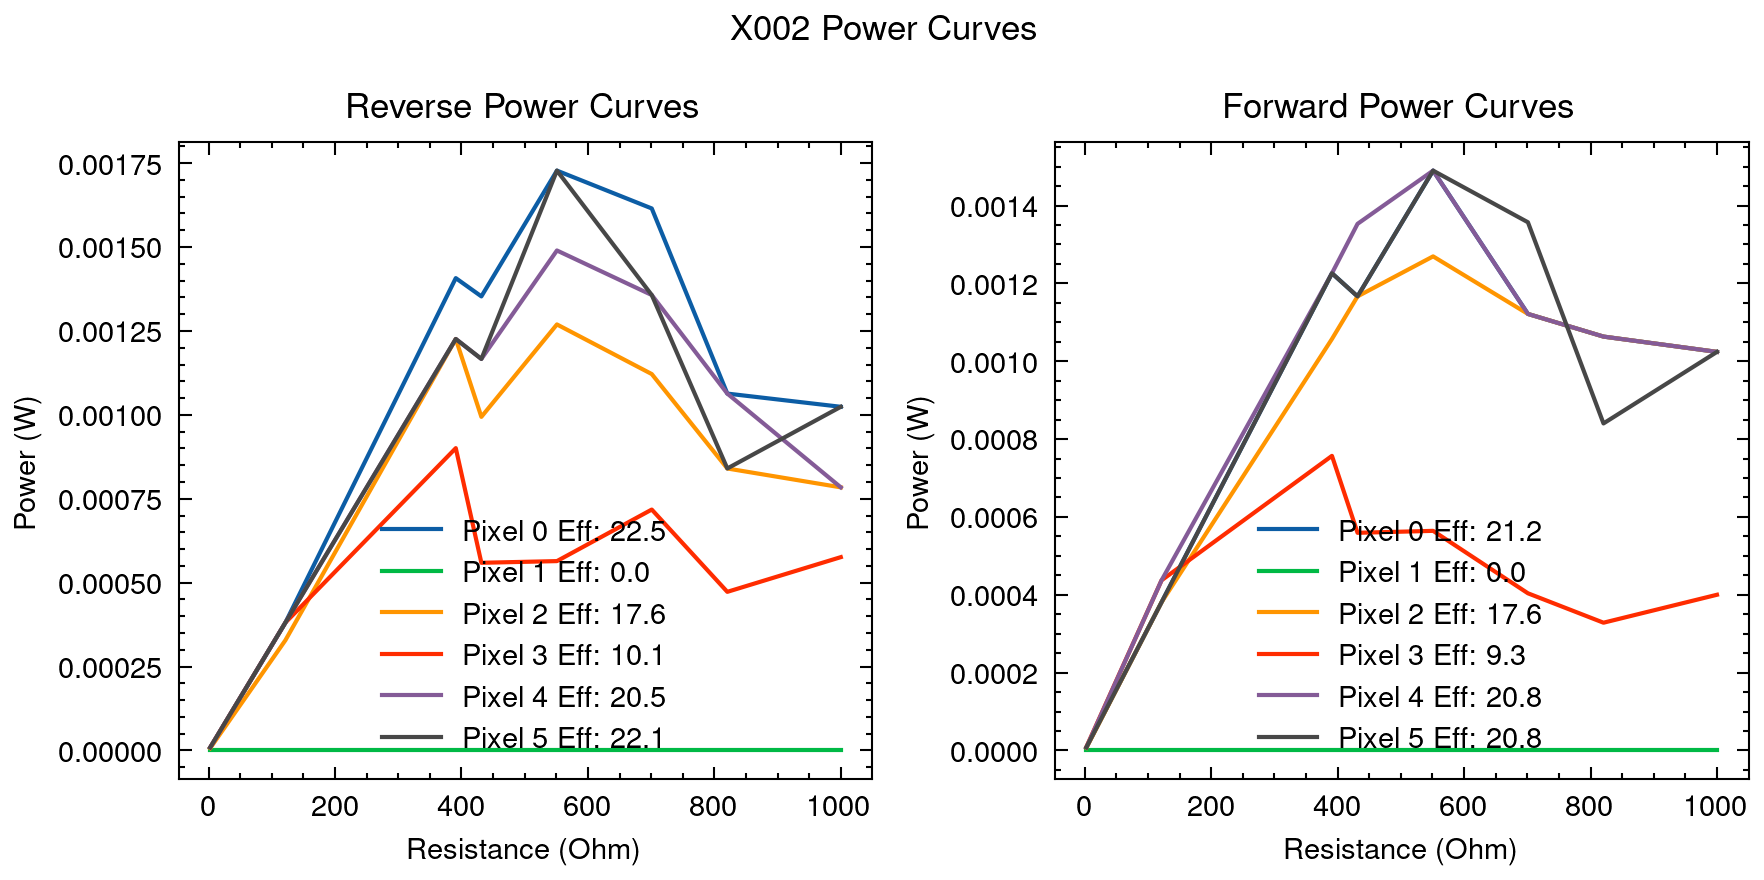 X002 Power Curves
Reverse Power Curves
Power (W)
0.00175
0.00150
0.00125
0.00100
0.00075
0.00050
0.00025
0.00000
Pixel 0 Eff: 22.5
Pixel 1 Eff: 0.0
Pixel 2 Eff: 17.6
Pixel 3 Eff: 10.1
Pixel 4 Eff: 20.5
Pixel 5 Eff: 22.1
0 200 400 600 800 1000
Resistance (Ohm)
Forward Power Curves
Power (W)
0.0014
0.0012
0.0010
0.0008
0.0006
0.0004
0.0002
0.0000
Pixel 0 Eff: 21.2
Pixel 1 Eff: 0.0
Pixel 2 Eff: 17.6
Pixel 3 Eff: 9.3
Pixel 4 Eff: 20.8
Pixel 5 Eff: 20.8
0 200 400 600 800 1000
Resistance (Ohm)